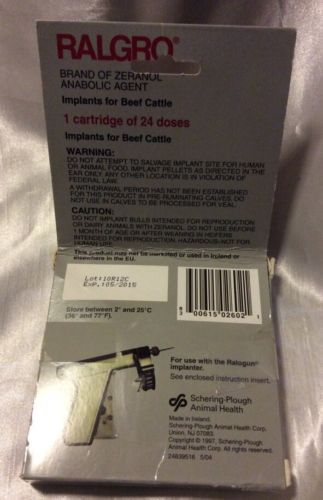 RALGRO®
BRAND OF ZERANOL
ANABOLIC AGENT
Implants for Beef Cattle
1 cartridge of 24 doses
Implants for Beef Cattle
WARNING:
DO NOT ATTEMPT TO SALVAGE IMPLANT SITE FOR HUMAN
OR ANIMAL FOOD. IMPLANT PELLETS AS DIRECTED IN THE
EAR ONLY. ANY OTHER LOCATION IS IN VIOLATION OF
FEDERAL LAW.
A WITHDRAWAL PERIOD HAS NOT BEEN ESTABLISHED
FOR THIS PRODUCT IN PRE-RUMINATING CALVES. DO
NOT USE IN CALVES TO BE PROCESSED FOR VEAL.
CAUTION:
DO NOT IMPLANT BULLS INTENDED FOR REPRODUCTION
OR DAIRY ANIMALS WITH ZERANOL. DO NOT USE BEFORE
1 MONTH OF AGE OR AFTER WEANING IN HEIFERS
INTENDED FOR REPRODUCTION. HAZARDOUS-NOT FOR
HUMAN USE.
This product may not be marketed or used in Ireland or
elsewhere in the EU.
Lot:10R12C
Exp.:05/2015
Store between 2° and 25°C
(36° and 77°F).
3 00615 02602 1
For use with the Ralogun®
implanter.
See enclosed instruction insert.
Schering-Plough
Animal Health
Made in Ireland.
Schering-Plough Animal Health Corp.
Union, NJ 07083
Copyright © 1997, Schering-Plough
Animal Health Corp. All rights reserved.
24839516 5/04